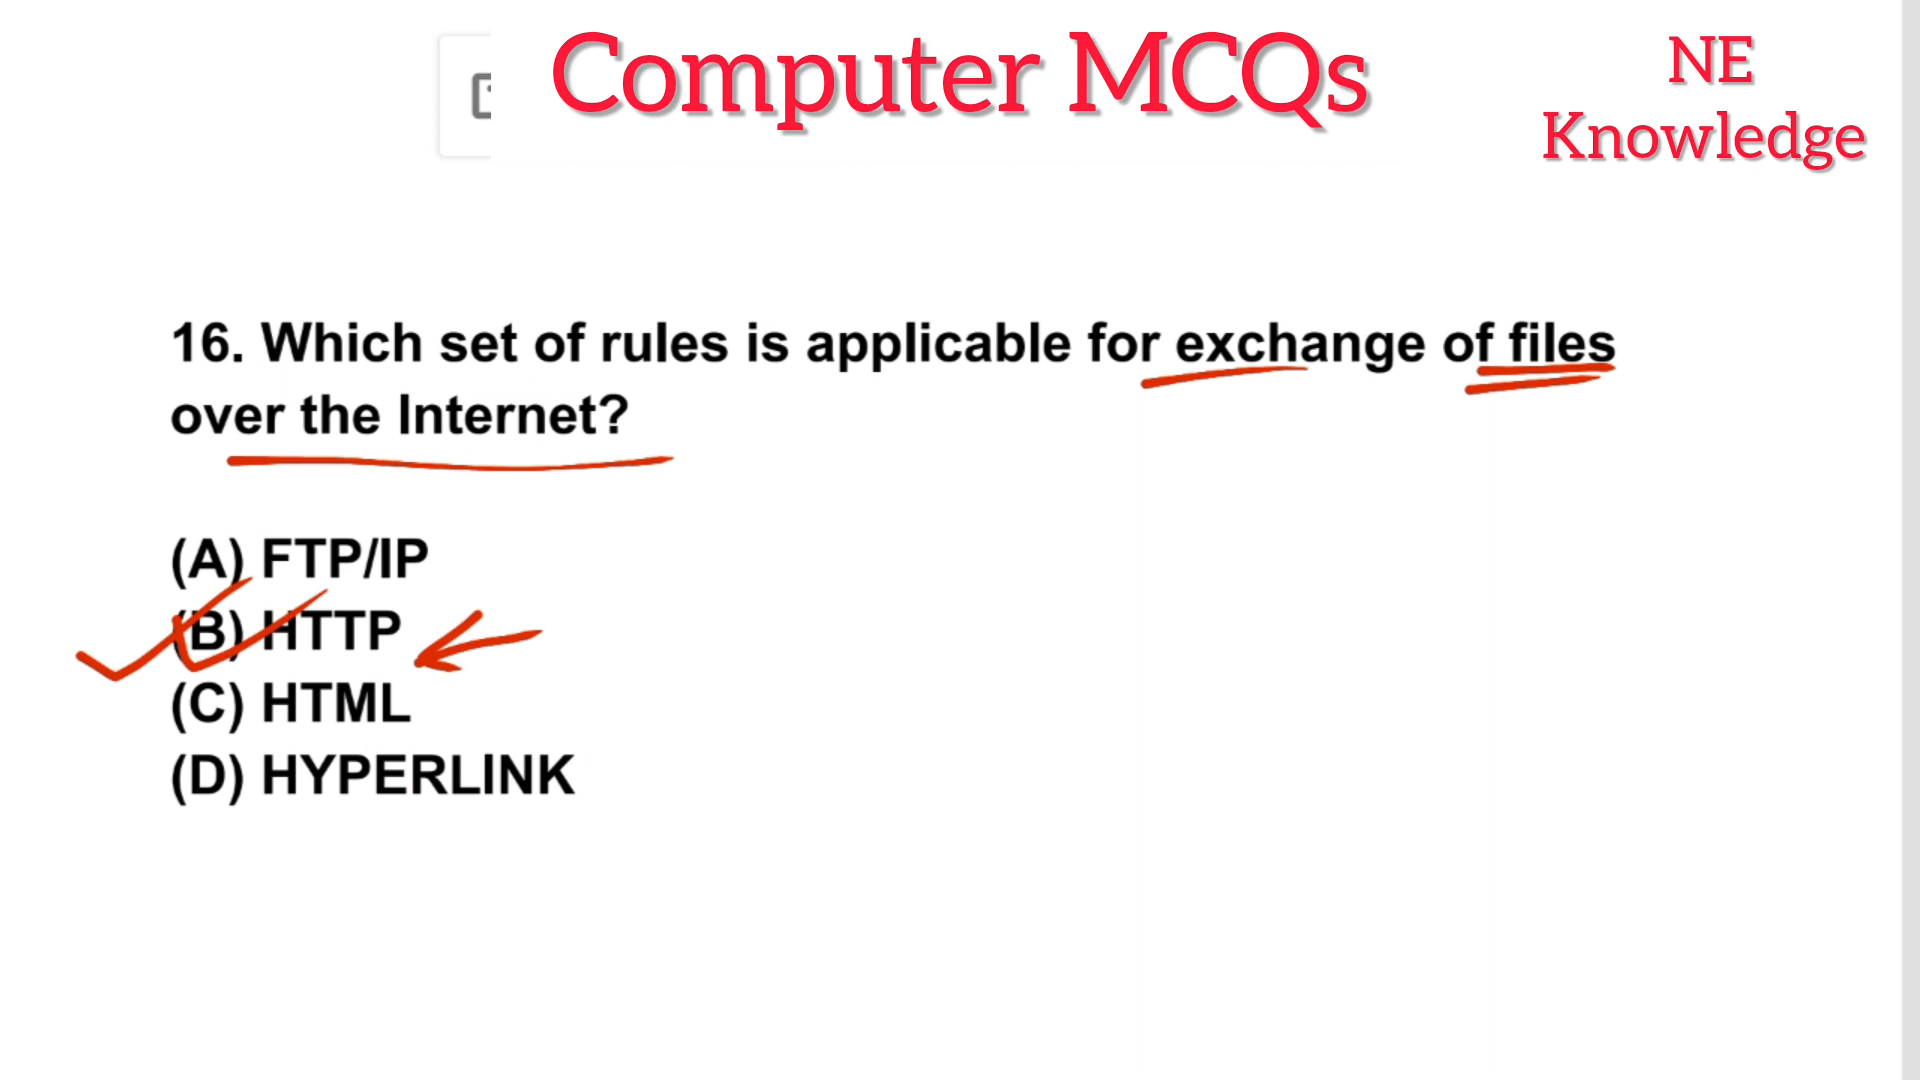 Computer MCQs
NE
Knowledge
16. Which set of rules is applicable for exchange of files
over the Internet?
(A) FTP/IP
(B) HTTP
(C) HTML
(D) HYPERLINK